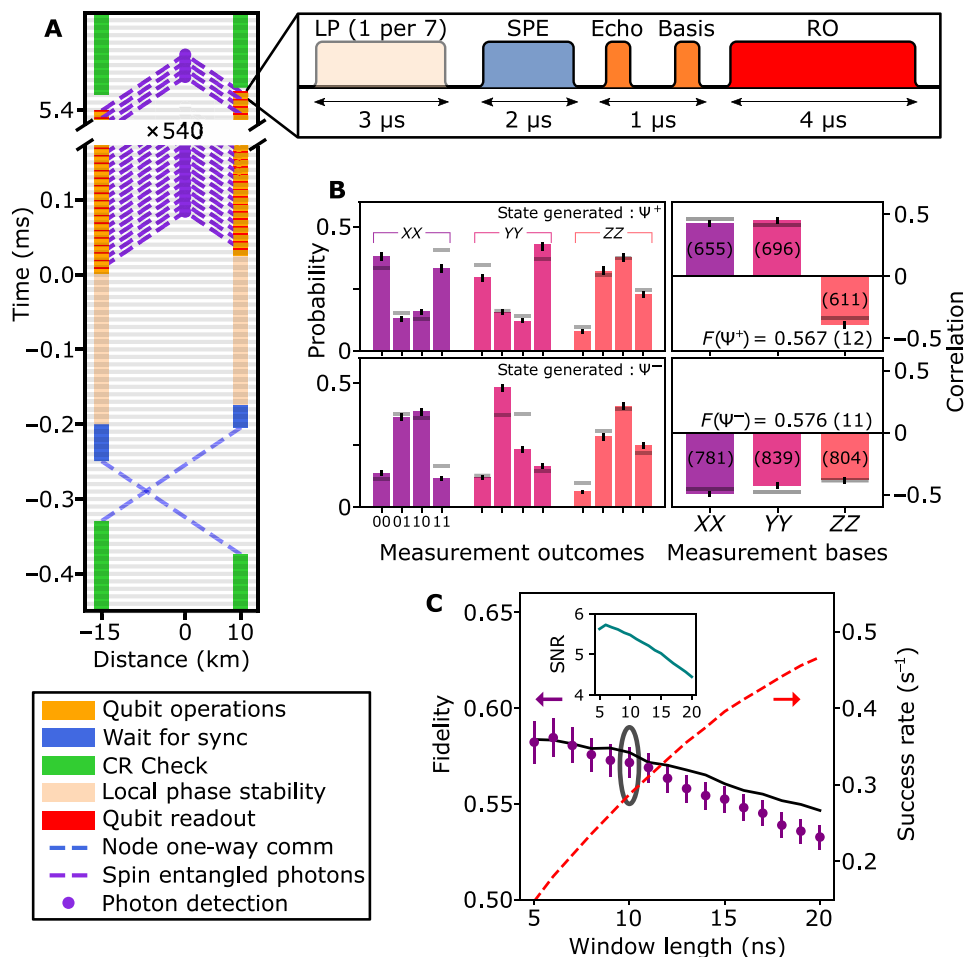 A
LP (1 per 7)
SPE
Echo
Basis
RO
3 µs
2 µs
1 µs
4 µs
5.4
×540
0.1
0.0
−0.1
−0.2
−0.3
−0.4
Time (ms)
−15
0
10
Distance (km)
B
State generated : Ψ⁺
XX
YY
ZZ
0.5
0
Probability
State generated : Ψ⁻
0.5
0
00
01
10
11
Measurement outcomes
(655)
(696)
(611)
F(Ψ⁺) = 0.567 (12)
0.5
0
−0.5
Correlation
F(Ψ⁻) = 0.576 (11)
(781)
(839)
(804)
0
−0.5
XX
YY
ZZ
Measurement bases
C
0.65
0.60
0.55
0.50
Fidelity
SNR
6
5
4
5
10
15
20
0.5
0.4
0.3
0.2
Success rate (s⁻¹)
5
10
15
20
Window length (ns)
Qubit operations
Wait for sync
CR Check
Local phase stability
Qubit readout
Node one-way comm
Spin entangled photons
Photon detection